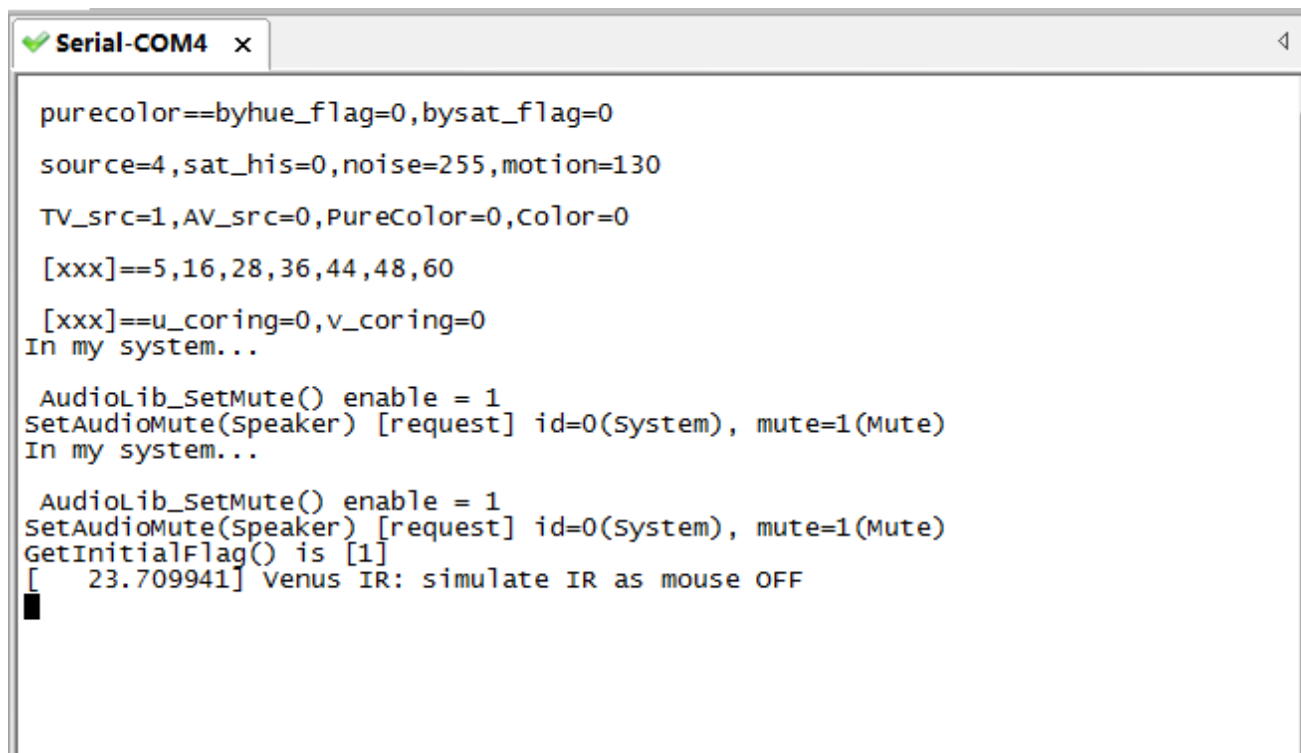 Serial-COM4 x
purecolor==byhue_flag=0,bysat_flag=0
source=4,sat_his=0,noise=255,motion=130
TV_src=1,AV_src=0,PureColor=0,Color=0
[xxx]==5,16,28,36,44,48,60
[xxx]==u_coring=0,v_coring=0
In my system...
AudioLib_SetMute() enable = 1
SetAudioMute(Speaker) [request] id=0(System), mute=1(Mute)
In my system...
AudioLib_SetMute() enable = 1
SetAudioMute(Speaker) [request] id=0(System), mute=1(Mute)
GetInitialFlag() is [1]
[   23.709941] Venus IR: simulate IR as mouse OFF